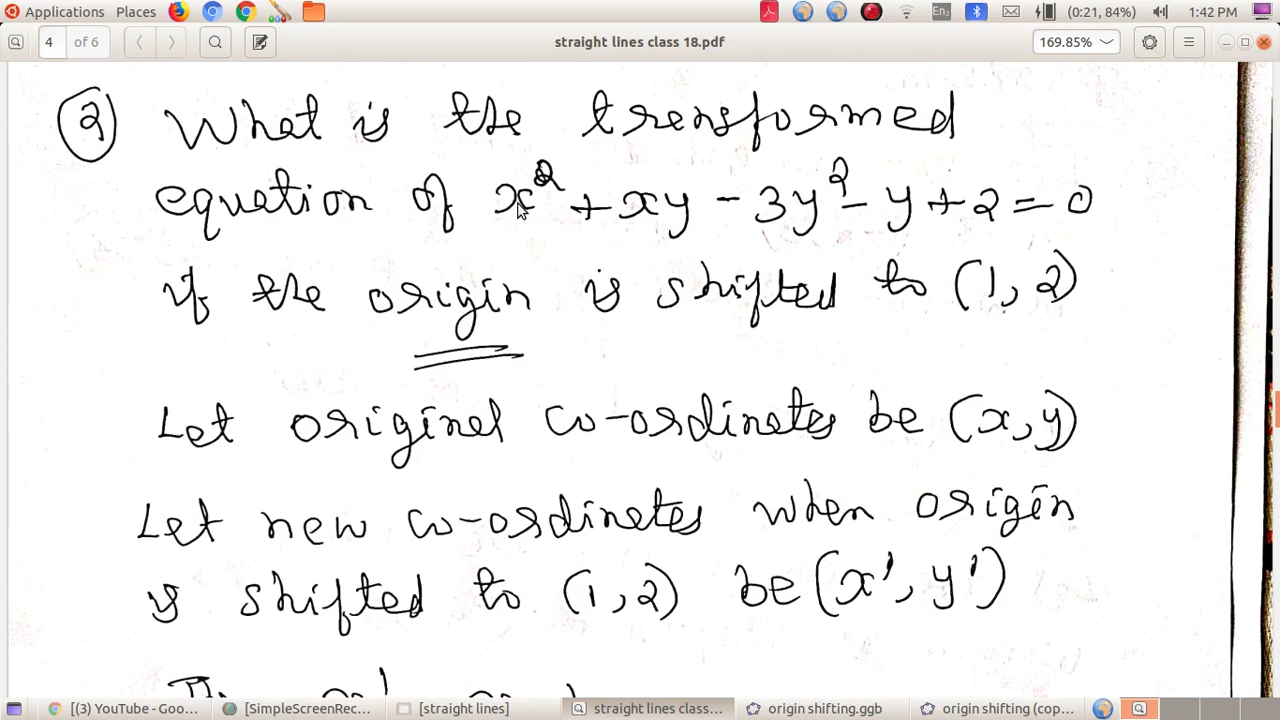 Applications Places En₂ (0:21, 84%) 1:42 PM
4 of 6 straight lines class 18.pdf 169.85%
2 What is the transformed
equation of x² + xy - 3y² - y + 2 = 0
if the origin is shifted to (1, 2)
Let original co-ordinates be (x, y)
Let new co-ordinates when origin
is shifted to (1, 2) be (x', y')
[(3) YouTube - Goo... [SimpleScreenRec... [straight lines] straight lines class... origin shifting.ggb origin shifting (cop...